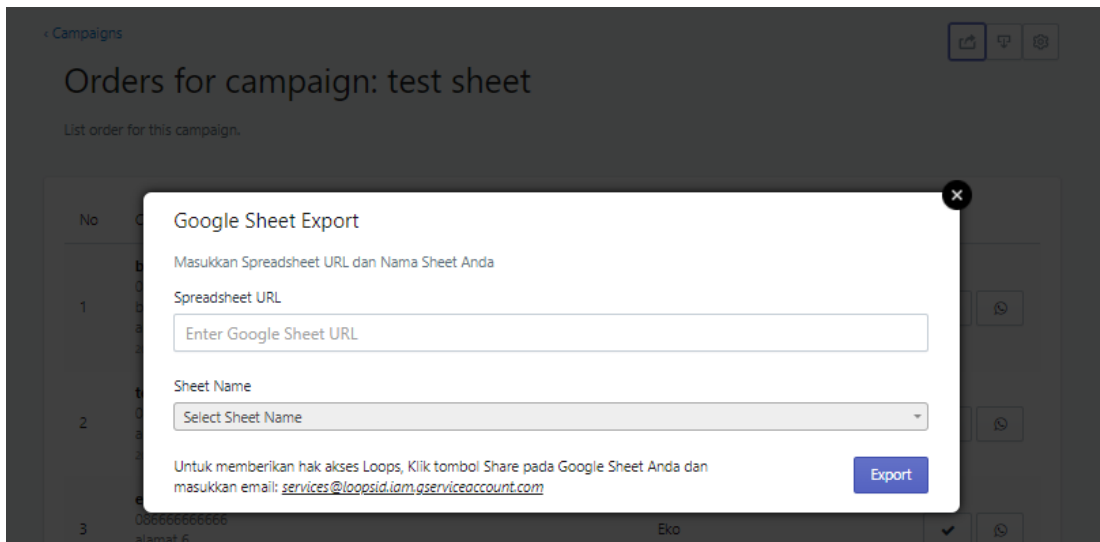 ‹ Campaigns
Orders for campaign: test sheet
List order for this campaign.
No
Google Sheet Export
Masukkan Spreadsheet URL dan Nama Sheet Anda
Spreadsheet URL
1
Enter Google Sheet URL
Sheet Name
Select Sheet Name
2
Untuk memberikan hak akses Loops, Klik tombol Share pada Google Sheet Anda dan
masukkan email: services@loopsid.iam.gserviceaccount.com
Export
086666666666
3 Eko
alamat 6